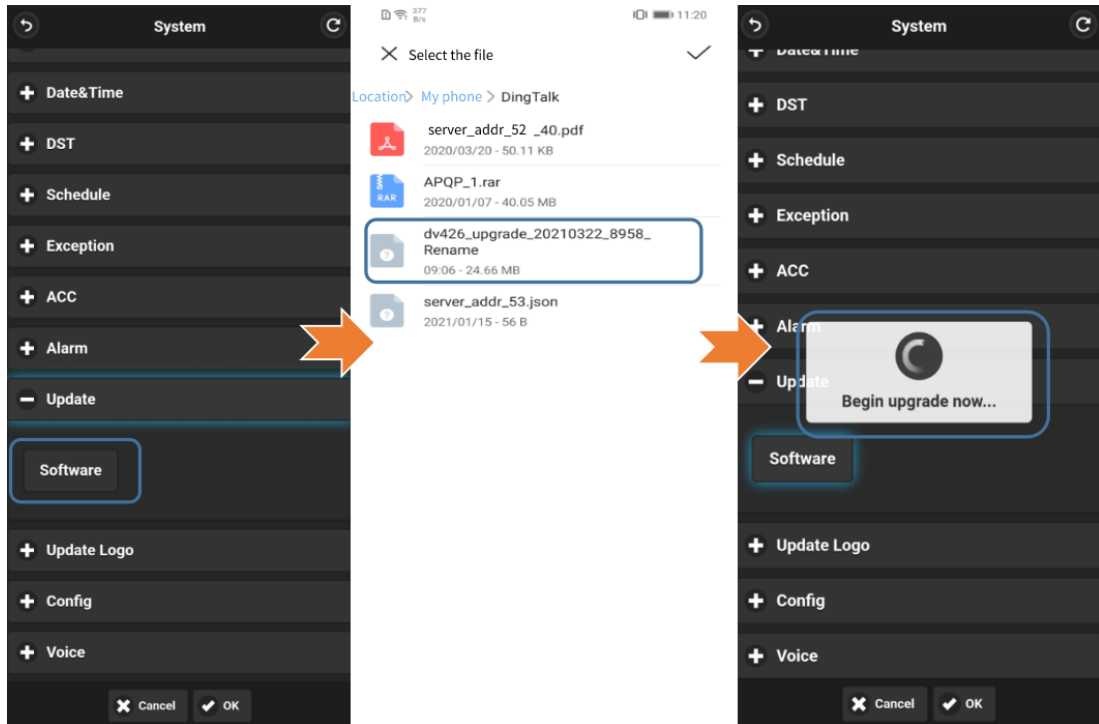 System
Date&Time
DST
Schedule
Exception
ACC
Alarm
Update
Software
Update Logo
Config
Voice
Cancel
OK
377
B/s
11:20
Select the file
Location> My phone > DingTalk
server_addr_52 _40.pdf
2020/03/20 - 50.11 KB
RAR
APQP_1.rar
2020/01/07 - 40.05 MB
?
dv426_upgrade_20210322_8958_
Rename
09:06 - 24.66 MB
?
server_addr_53.json
2021/01/15 - 56 B
System
Date&Time
DST
Schedule
Exception
ACC
Alarm
Update
Begin upgrade now...
Software
Update Logo
Config
Voice
Cancel
OK